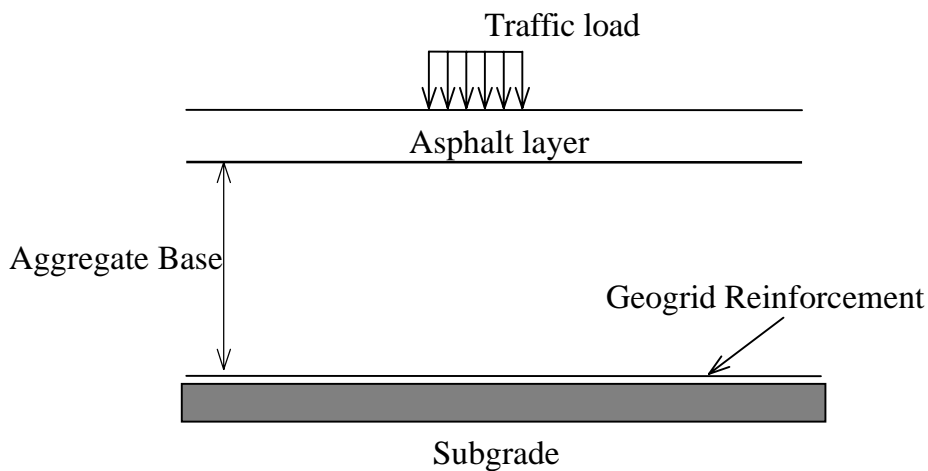 Traffic load
Asphalt layer
Aggregate Base
Geogrid Reinforcement
Subgrade